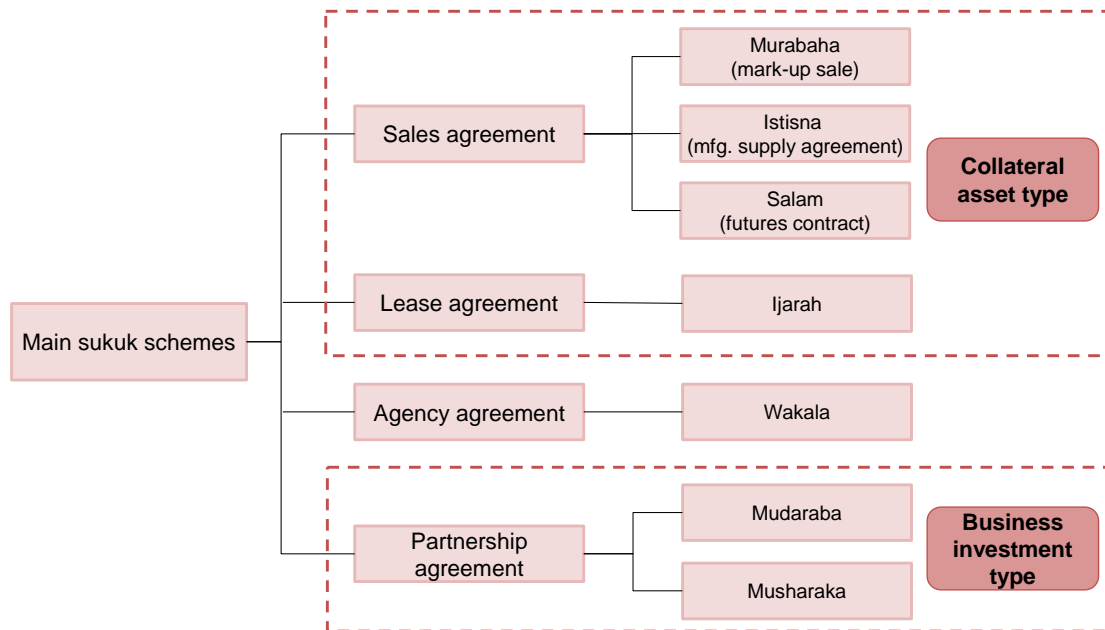 Main sukuk schemes
Sales agreement
Murabaha
(mark-up sale)
Istisna
(mfg. supply agreement)
Salam
(futures contract)
Collateral
asset type
Lease agreement
Ijarah
Agency agreement
Wakala
Partnership
agreement
Mudaraba
Musharaka
Business
investment
type